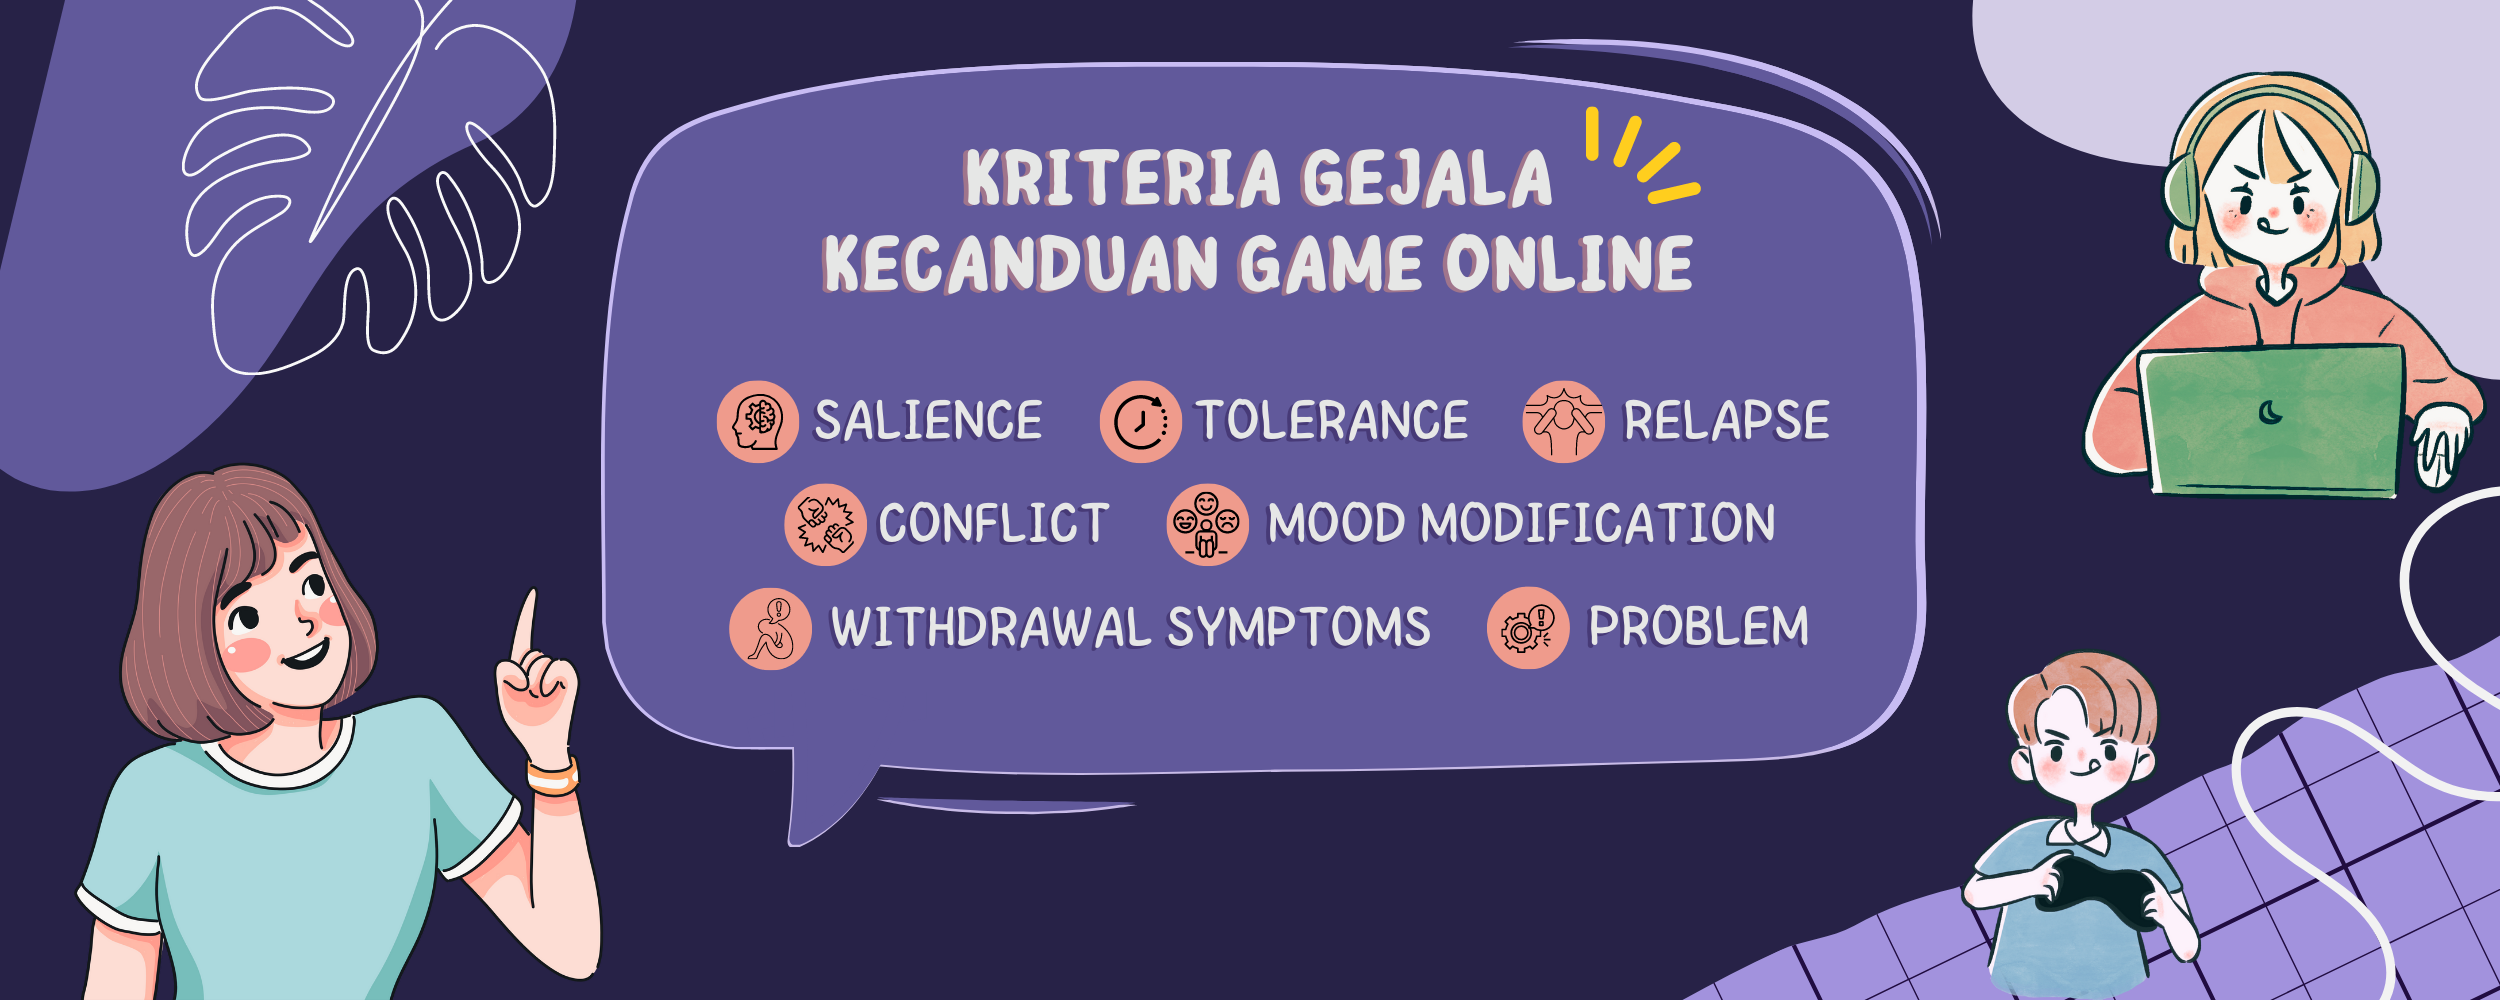 KRITERIA GEJALA
KECANDUAN GAME ONLINE
SALIENCE TOLERANCE RELAPSE
CONFLICT MOOD MODIFICATION
WITHDRAWAL SYMPTOMS PROBLEM